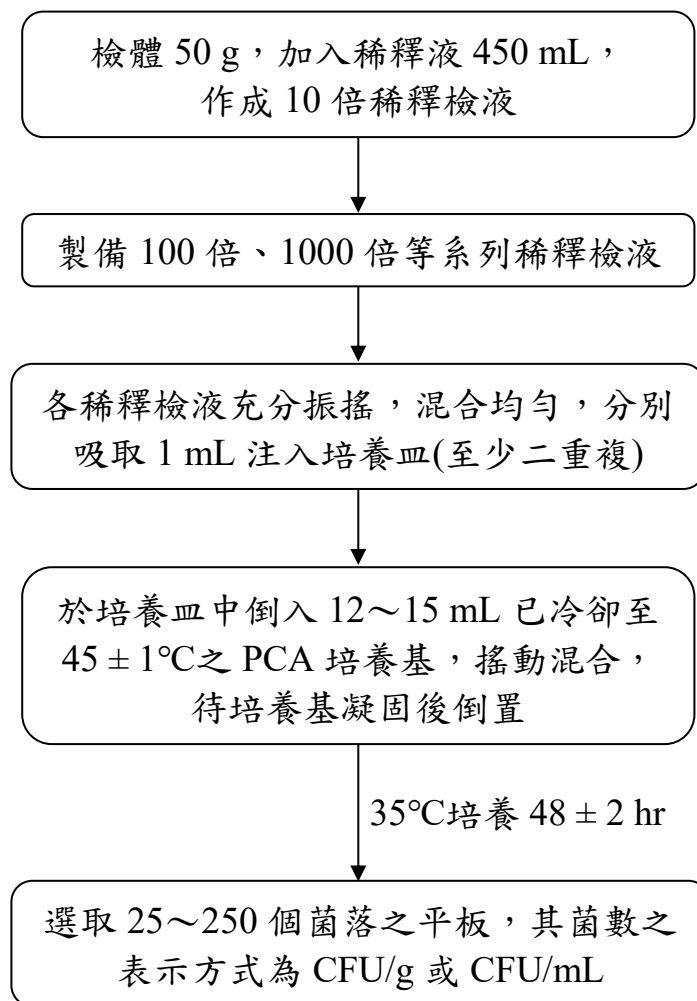 檢體 50 g，加入稀釋液 450 mL，
作成 10 倍稀釋檢液
製備 100 倍、1000 倍等系列稀釋檢液
各稀釋檢液充分振搖，混合均勻，分別
吸取 1 mL 注入培養皿(至少二重複)
於培養皿中倒入 12～15 mL 已冷卻至
45 ± 1℃之 PCA 培養基，搖動混合，
待培養基凝固後倒置
35℃培養 48 ± 2 hr
選取 25～250 個菌落之平板，其菌數之
表示方式為 CFU/g 或 CFU/mL